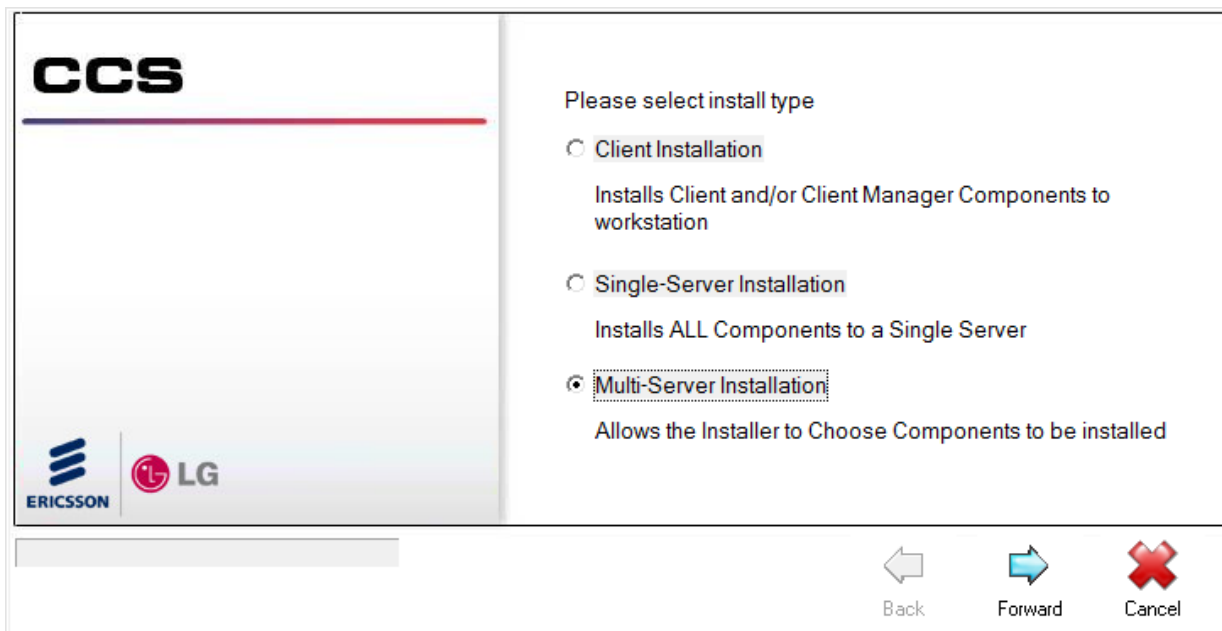 CCS
Please select install type
Client Installation
Installs Client and/or Client Manager Components to
workstation
Single-Server Installation
Installs ALL Components to a Single Server
Multi-Server Installation
Allows the Installer to Choose Components to be installed
ERICSSON
LG
Back
Forward
Cancel